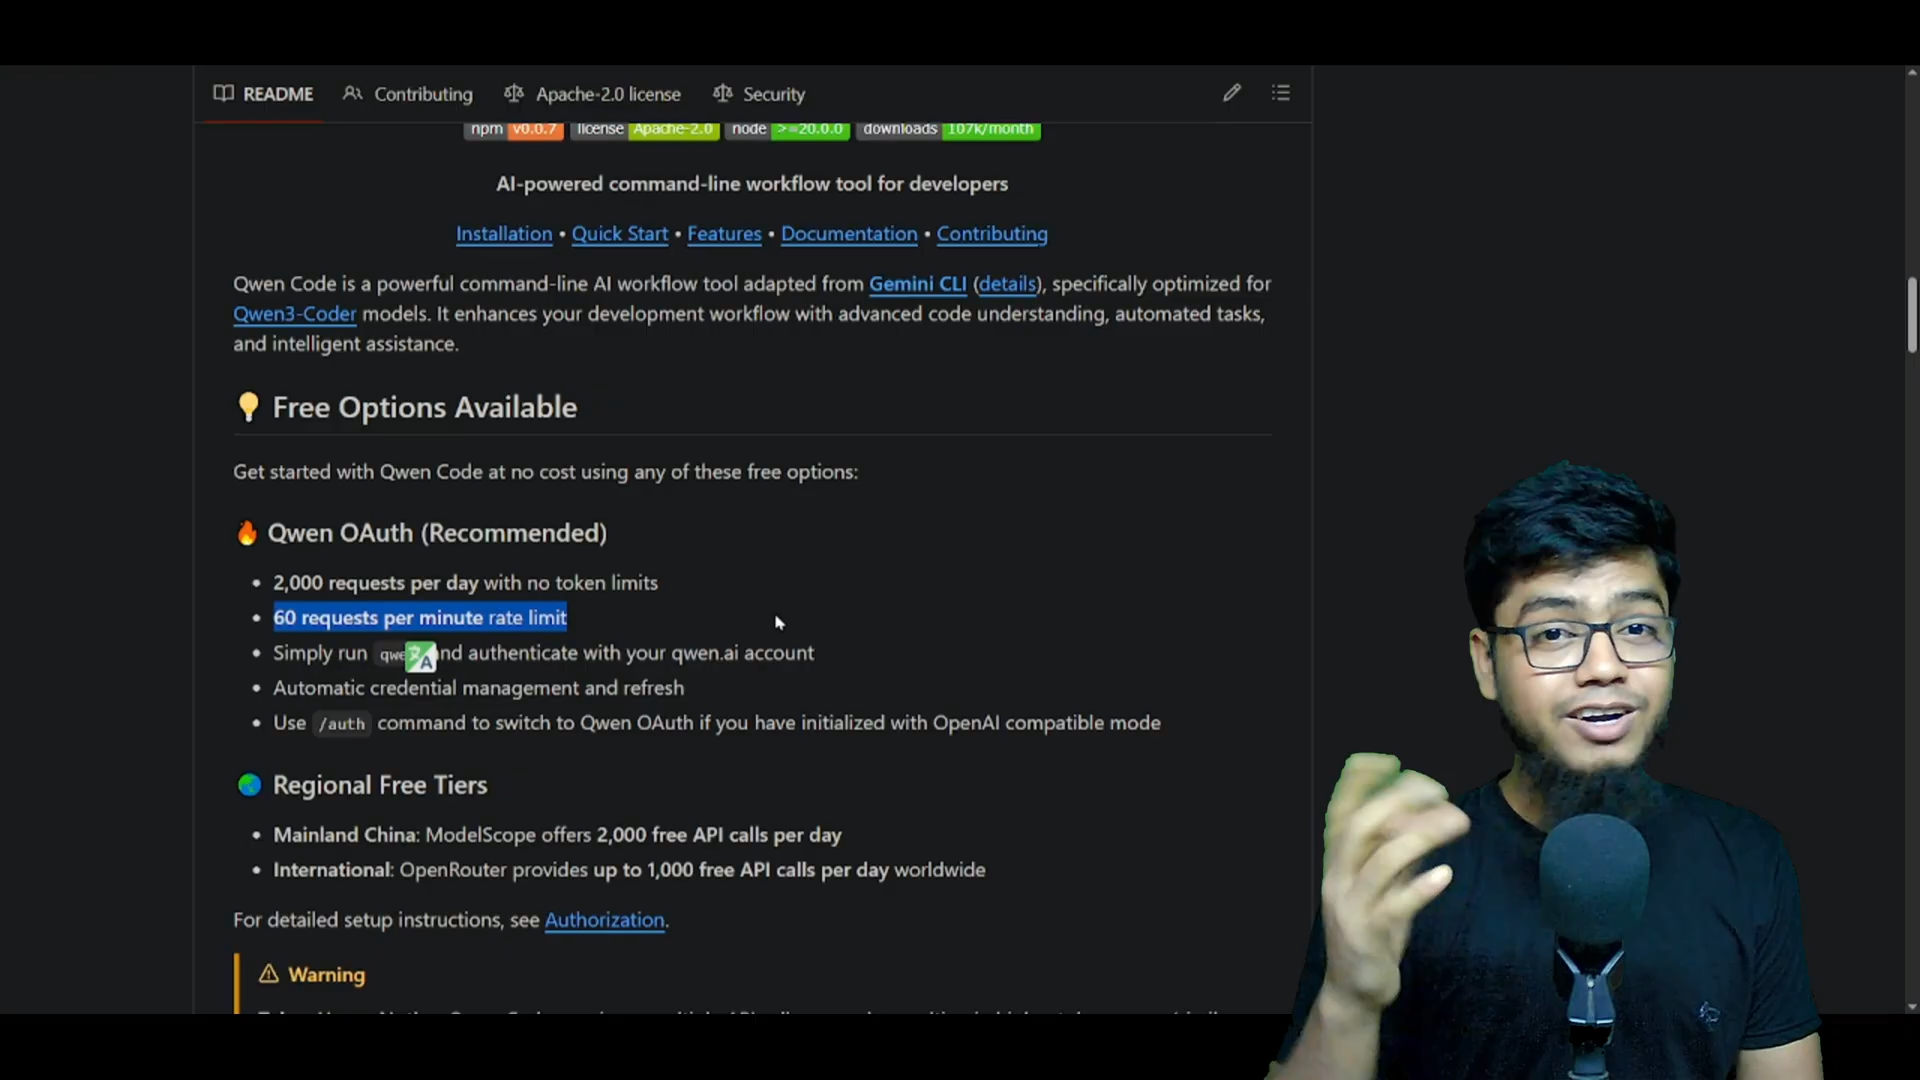 README Contributing Apache-2.0 license Security
npm v0.0.7 license Apache-2.0 node >=20.0.0 downloads 107k/month
AI-powered command-line workflow tool for developers
Installation • Quick Start • Features • Documentation • Contributing
Qwen Code is a powerful command-line AI workflow tool adapted from Gemini CLI (details), specifically optimized for
Qwen3-Coder models. It enhances your development workflow with advanced code understanding, automated tasks,
and intelligent assistance.
Free Options Available
Get started with Qwen Code at no cost using any of these free options:
Qwen OAuth (Recommended)
• 2,000 requests per day with no token limits
• 60 requests per minute rate limit
• Simply run qwe 文A nd authenticate with your qwen.ai account
• Automatic credential management and refresh
• Use /auth command to switch to Qwen OAuth if you have initialized with OpenAI compatible mode
Regional Free Tiers
• Mainland China: ModelScope offers 2,000 free API calls per day
• International: OpenRouter provides up to 1,000 free API calls per day worldwide
For detailed setup instructions, see Authorization.
Warning